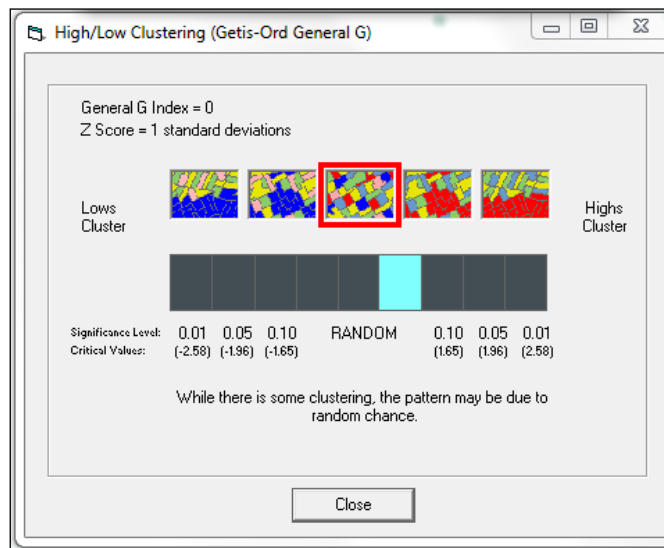 High/Low Clustering (Getis-Ord General G)
General G Index = 0
Z Score = 1 standard deviations
Lows
Cluster
Highs
Cluster
Significance Level: 0.01 0.05 0.10 RANDOM 0.10 0.05 0.01
Critical Values: (-2.58) (-1.96) (-1.65) (1.65) (1.96) (2.58)
While there is some clustering, the pattern may be due to
random chance.
Close